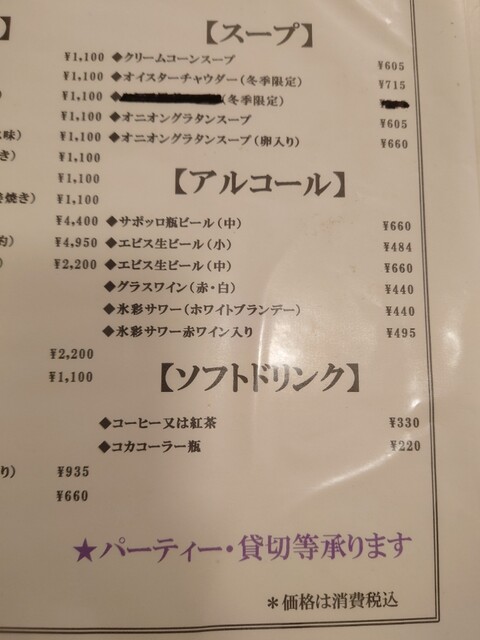 】
【スープ】
¥1,100
◆クリームコーンスープ ¥605
¥1,100
◆オイスターチャウダー(冬季限定) ¥715
¥1,100
◆ (冬季限定)
味) ¥1,100
◆オニオングラタンスープ ¥605
き) ¥1,100
◆オニオングラタンスープ(卵入り) ¥660
¥1,100
焼き) ¥1,100
【アルコール】
¥4,400
◆サッポロ瓶ビール(中) ¥660
¥4,950
◆エビス生ビール(小) ¥484
) ¥2,200
◆エビス生ビール(中) ¥660
◆グラスワイン(赤・白) ¥440
◆氷彩サワー(ホワイトブランデー) ¥440
◆氷彩サワー赤ワイン入り ¥495
¥2,200
¥1,100
【ソフトドリンク】
◆コーヒー又は紅茶 ¥330
◆コカコーラー瓶 ¥220
り) ¥935
¥660
★パーティー・貸切等承ります
*価格は消費税込